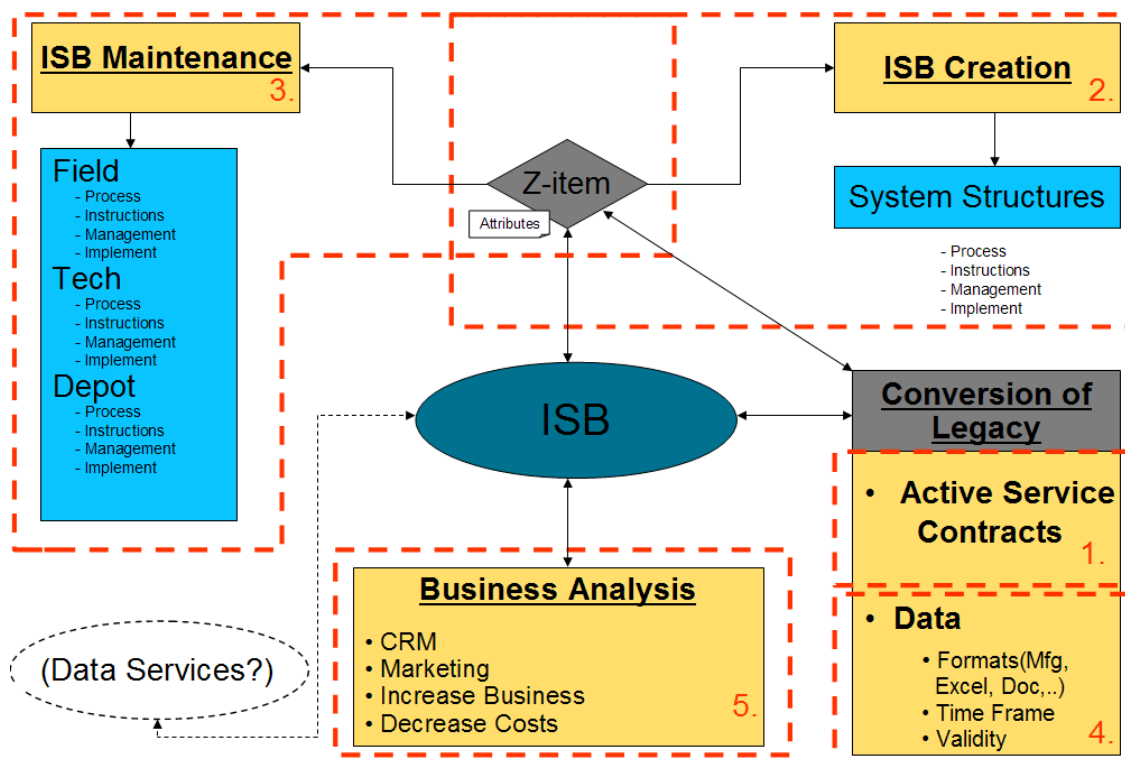 ISB Maintenance
3.
ISB Creation
2.
Z-item
Attributes
Field
- Process
- Instructions
- Management
- Implement
Tech
- Process
- Instructions
- Management
- Implement
Depot
- Process
- Instructions
- Management
- Implement
System Structures
- Process
- Instructions
- Management
- Implement
ISB
Conversion of
Legacy
• Active Service
Contracts
1.
• Data
• Formats(Mfg,
Excel, Doc,..)
• Time Frame
• Validity
4.
Business Analysis
• CRM
• Marketing
• Increase Business
• Decrease Costs
5.
(Data Services?)